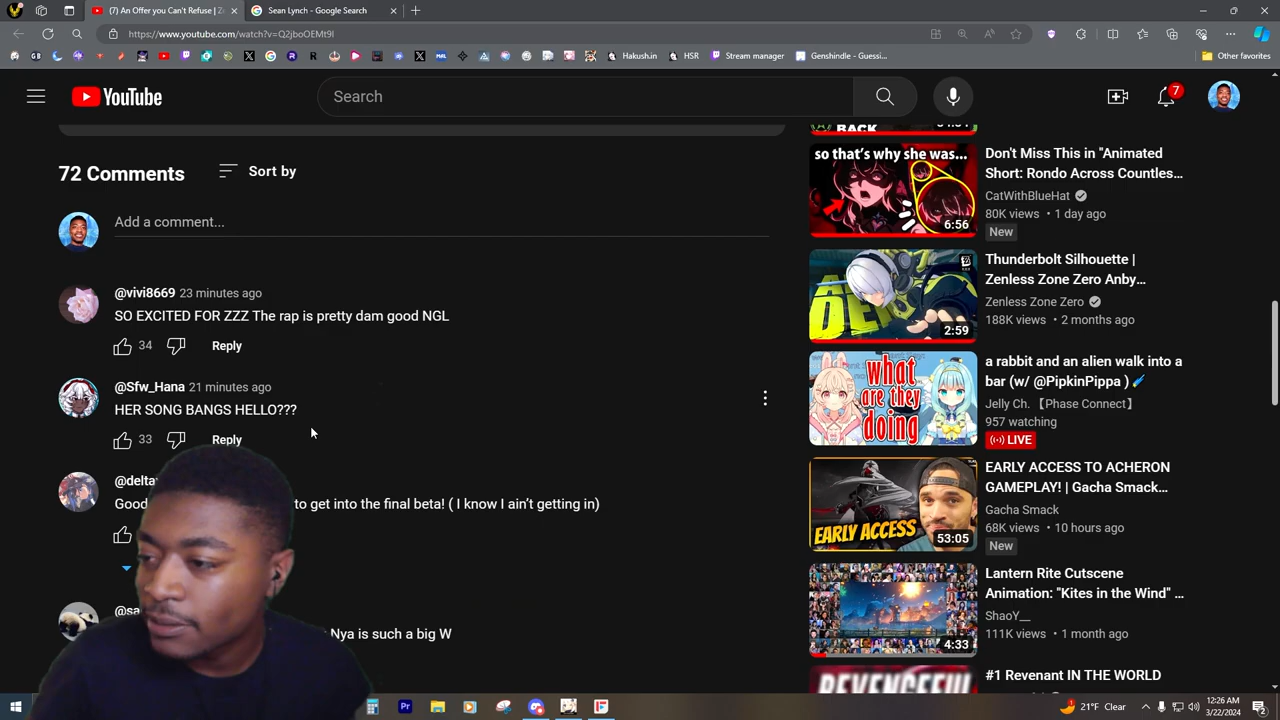 (7) An Offer you Can't Refuse | Z
Sean Lynch - Google Search
https://www.youtube.com/watch?v=Q2jboOEMt9I
Hakush.in
HSR
Stream manager
Genshindle - Guessi...
Other favorites
YouTube
Search
7
72 Comments
Sort by
Add a comment...
@vivi8669 23 minutes ago
SO EXCITED FOR ZZZ The rap is pretty dam good NGL
34
Reply
@Sfw_Hana 21 minutes ago
HER SONG BANGS HELLO???
33
Reply
@delta
Good
to get into the final beta! ( I know I ain't getting in)
@sa
Nya is such a big W
BACK
so that's why she was...
6:56
Don't Miss This in "Animated
Short: Rondo Across Countles...
CatWithBlueHat
80K views • 1 day ago
New
2:59
Thunderbolt Silhouette |
Zenless Zone Zero Anby...
Zenless Zone Zero
188K views • 2 months ago
what
are they
doing
a rabbit and an alien walk into a
bar (w/ @PipkinPippa )
Jelly Ch.【Phase Connect】
957 watching
LIVE
EARLY ACCESS
53:05
EARLY ACCESS TO ACHERON
GAMEPLAY! | Gacha Smack...
Gacha Smack
68K views • 10 hours ago
New
4:33
Lantern Rite Cutscene
Animation: "Kites in the Wind" ...
ShaoY__
111K views • 1 month ago
#1 Revenant IN THE WORLD
21°F Clear
12:26 AM
3/22/2024